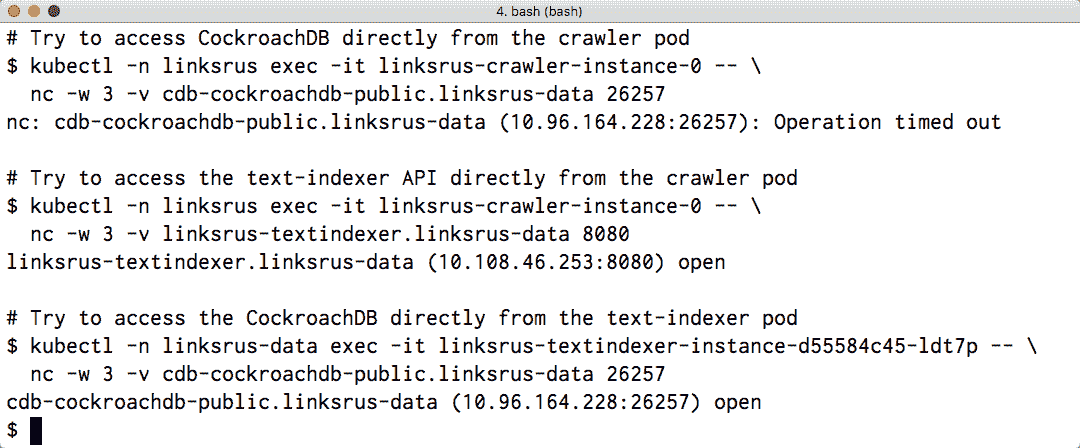 4. bash (bash)
# Try to access CockroachDB directly from the crawler pod
$ kubectl -n linksrus exec -it linksrus-crawler-instance-0 -- \
  nc -w 3 -v cdb-cockroachdb-public.linksrus-data 26257
nc: cdb-cockroachdb-public.linksrus-data (10.96.164.228:26257): Operation timed out

# Try to access the text-indexer API directly from the crawler pod
$ kubectl -n linksrus exec -it linksrus-crawler-instance-0 -- \
  nc -w 3 -v linksrus-textindexer.linksrus-data 8080
linksrus-textindexer.linksrus-data (10.108.46.253:8080) open

# Try to access the CockroachDB directly from the text-indexer pod
$ kubectl -n linksrus-data exec -it linksrus-textindexer-instance-d55584c45-ldt7p -- \
  nc -w 3 -v cdb-cockroachdb-public.linksrus-data 26257
cdb-cockroachdb-public.linksrus-data (10.96.164.228:26257) open
$